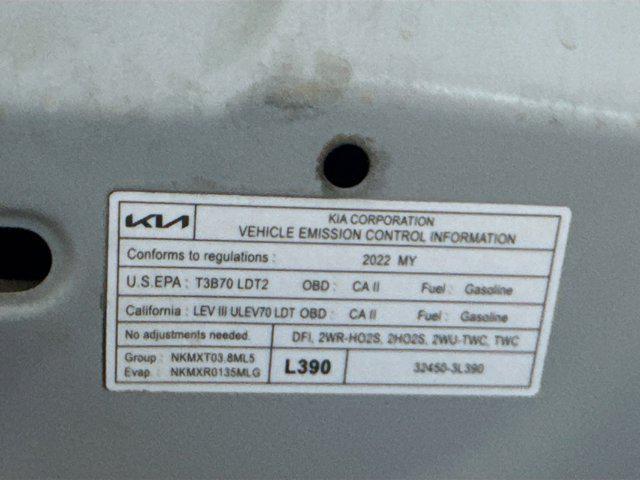 KIA
KIA CORPORATION
VEHICLE EMISSION CONTROL INFORMATION
Conforms to regulations : 2022 MY
U.S.EPA : T3B70 LDT2 OBD : CA II Fuel : Gasoline
California : LEV III ULEV70 LDT OBD : CA II Fuel : Gasoline
No adjustments needed. DFI, 2WR-HO2S, 2HO2S, 2WU-TWC, TWC
Group : NKMXT03.8ML5
Evap : NKMXR0135MLG
L390
32450-3L390